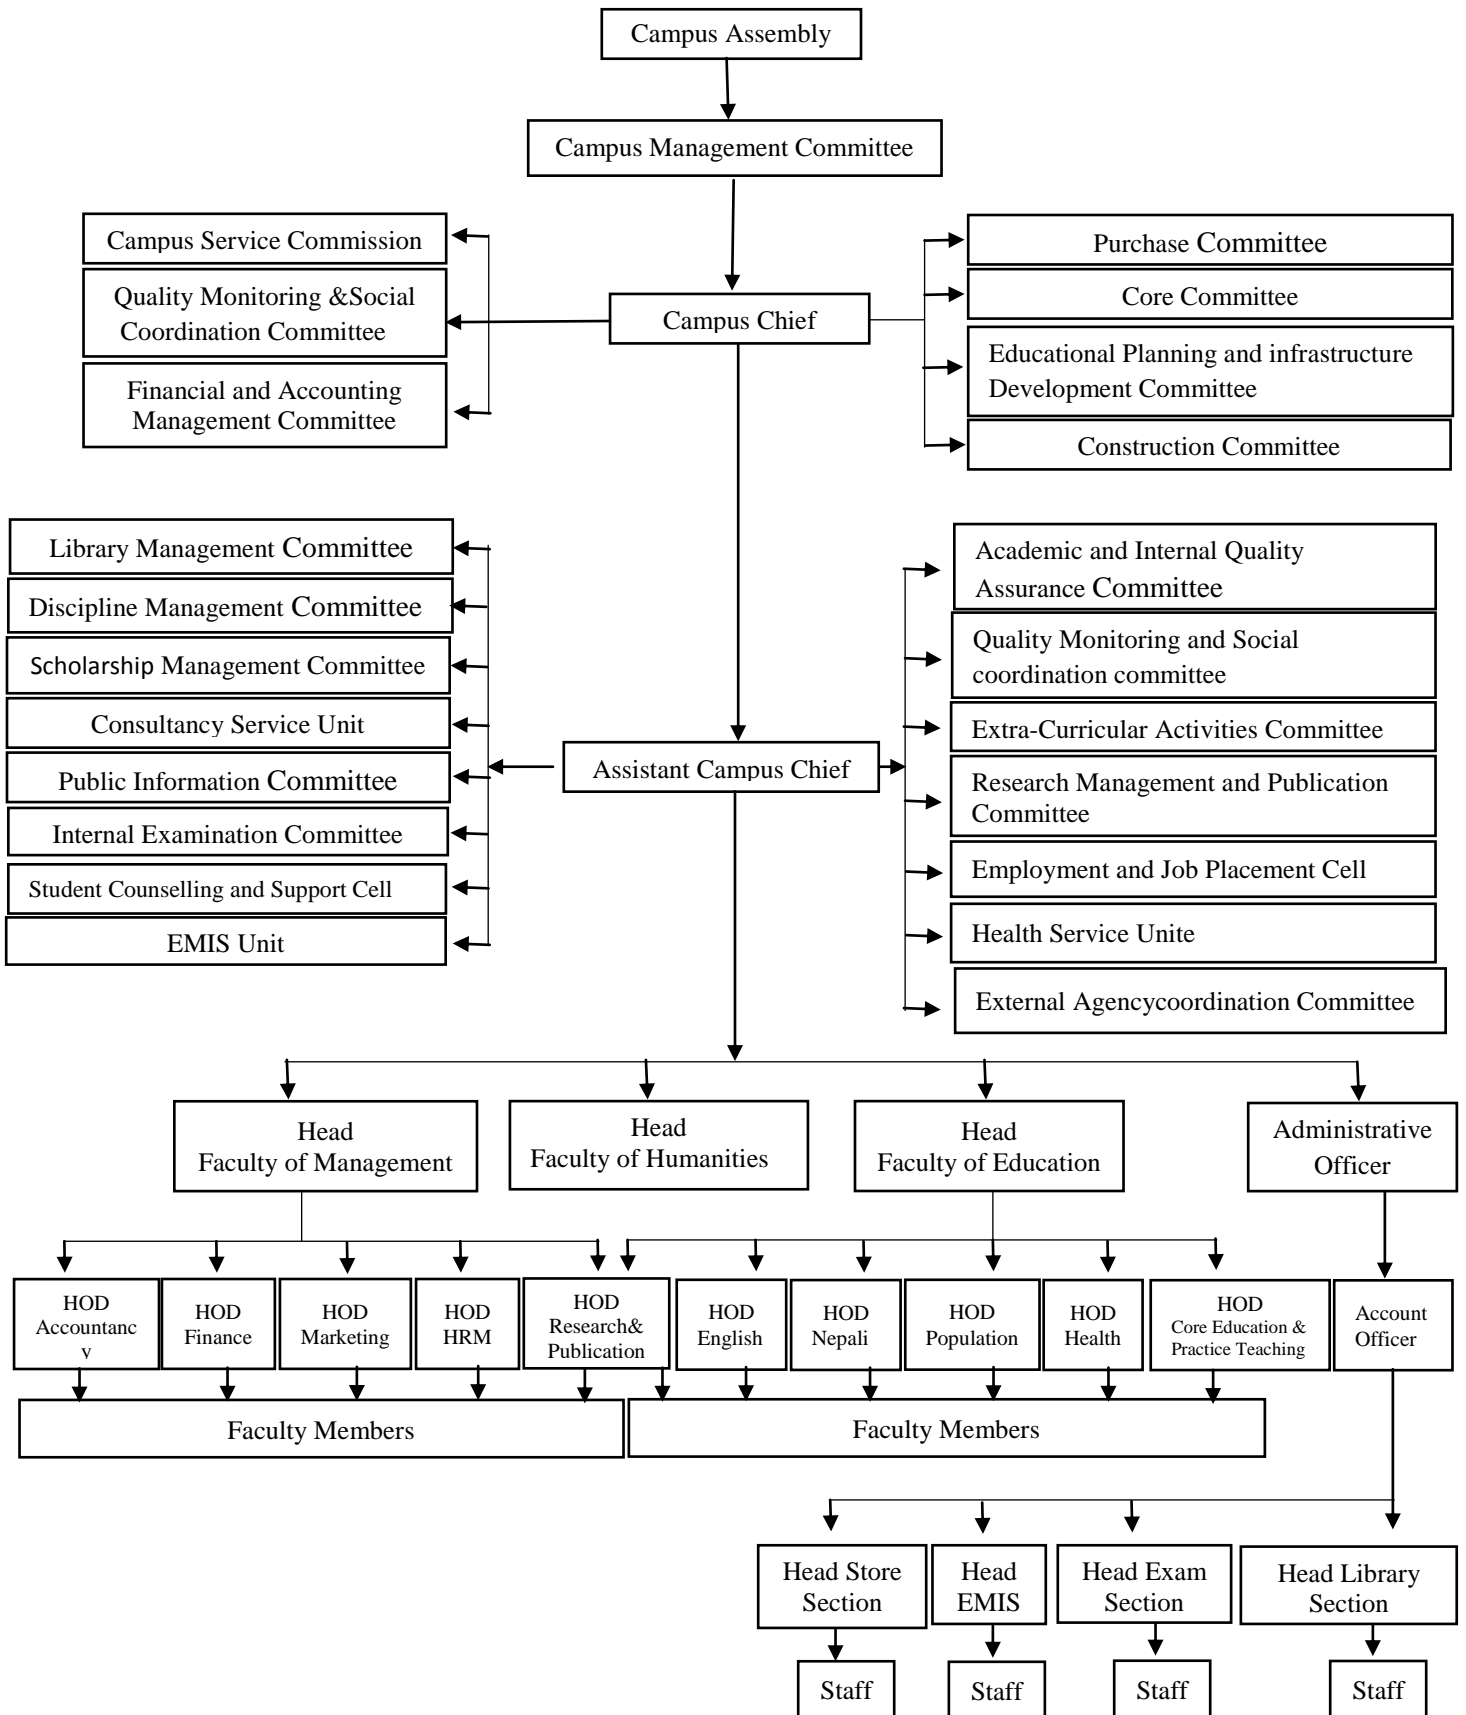 Campus Assembly
Campus Management Committee
Campus Service Commission
Quality Monitoring &Social
Coordination Committee
Financial and Accounting
Management Committee
Campus Chief
Purchase Committee
Core Committee
Educational Planning and infrastructure
Development Committee
Construction Committee
Library Management Committee
Discipline Management Committee
Scholarship Management Committee
Consultancy Service Unit
Public Information Committee
Internal Examination Committee
Student Counselling and Support Cell
EMIS Unit
Assistant Campus Chief
Academic and Internal Quality
Assurance Committee
Quality Monitoring and Social
coordination committee
Extra-Curricular Activities Committee
Research Management and Publication
Committee
Employment and Job Placement Cell
Health Service Unite
External Agencycoordination Committee
Head
Faculty of Management
Head
Faculty of Humanities
Head
Faculty of Education
Administrative
Officer
HOD
Accountanc
y
HOD
Finance
HOD
Marketing
HOD
HRM
HOD
Research&
Publication
HOD
English
HOD
Nepali
HOD
Population
HOD
Health
HOD
Core Education &
Practice Teaching
Account
Officer
Faculty Members
Faculty Members
Head Store
Section
Head
EMIS
Head Exam
Section
Head Library
Section
Staff
Staff
Staff
Staff